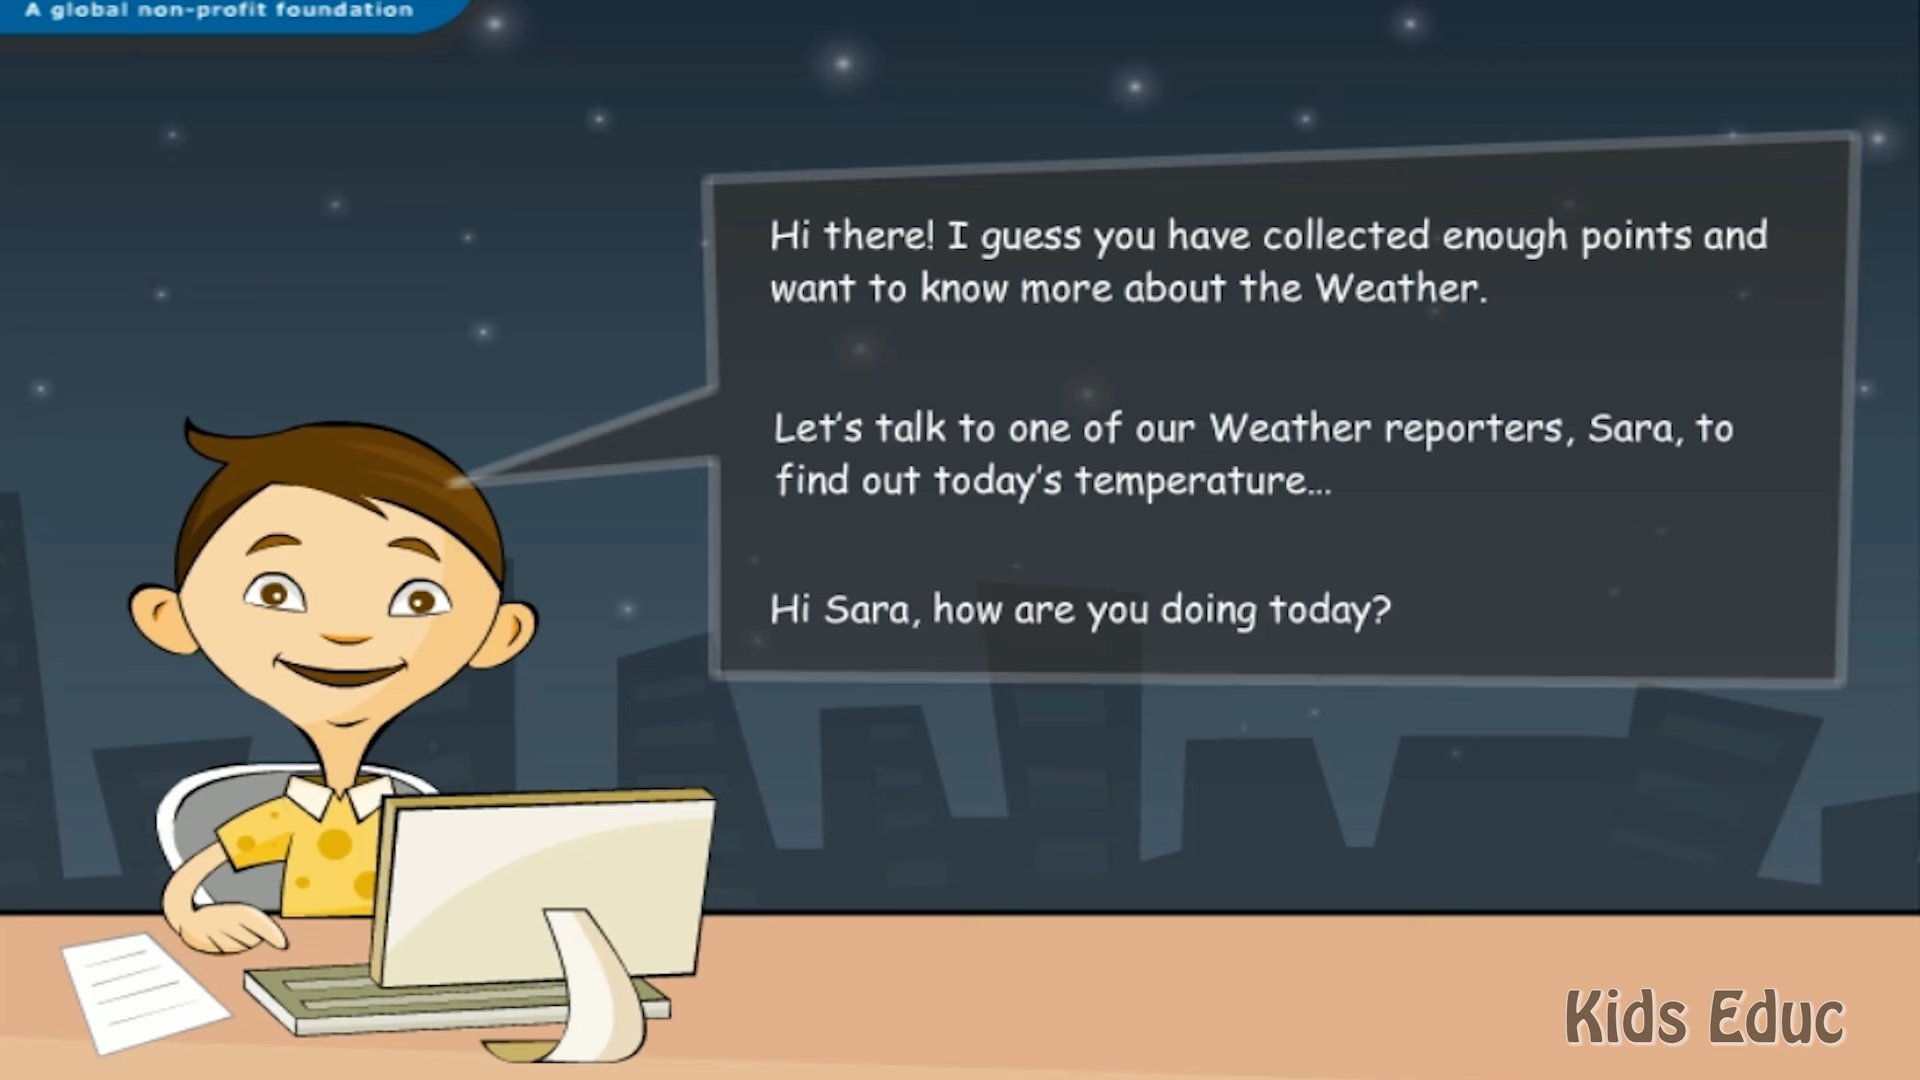 A global non-profit foundation
Hi there! I guess you have collected enough points and
want to know more about the Weather.
Let's talk to one of our Weather reporters, Sara, to
find out today's temperature...
Hi Sara, how are you doing today?
Kids Educ